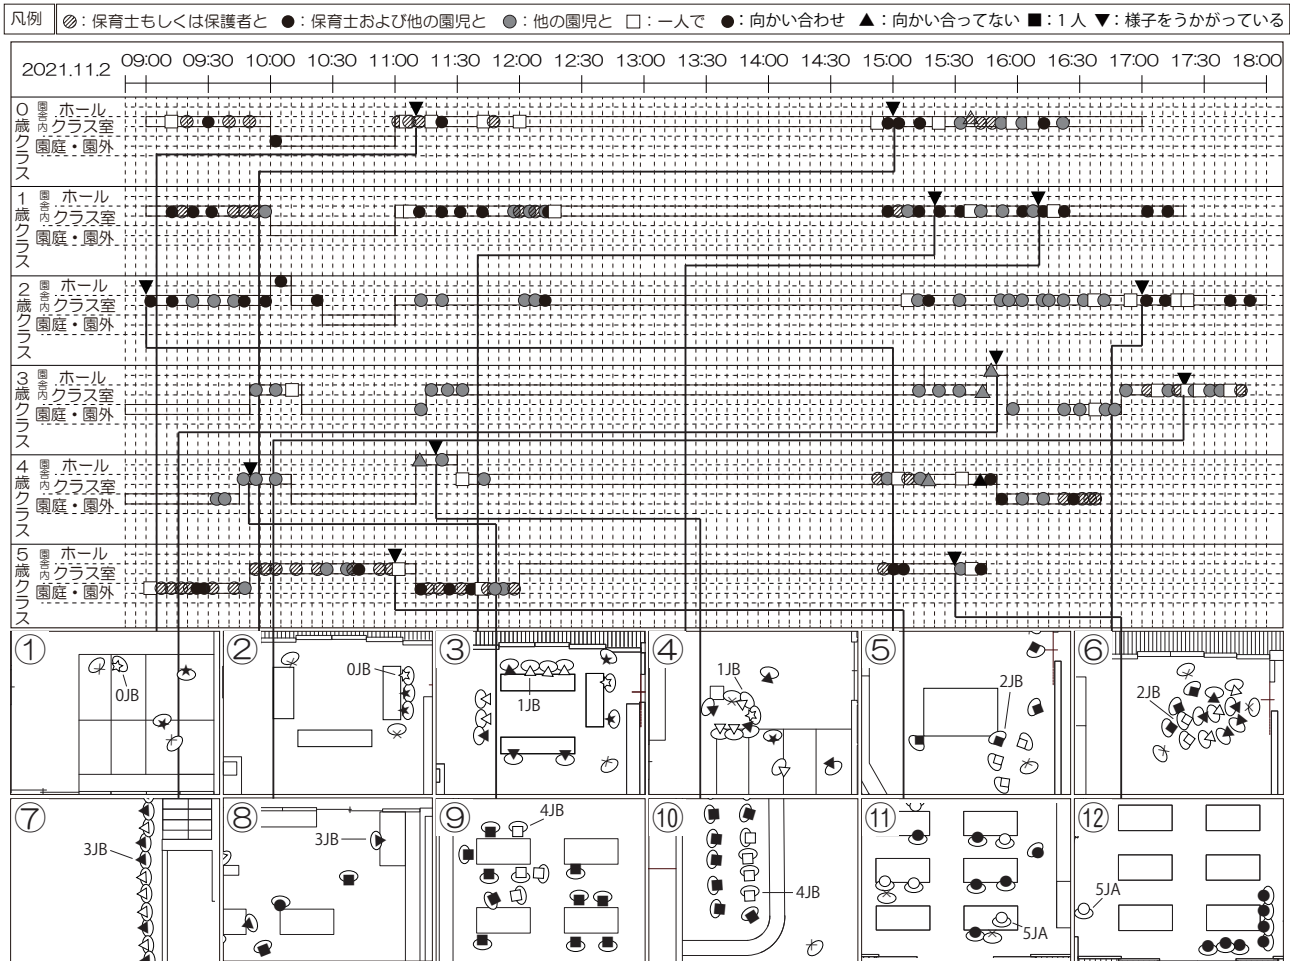 凡例 :保育士もしくは保護者と ●:保育士および他の園児と :他の園児と □:一人で ●:向かい合わせ ▲:向かい合ってない ■:1人 ▼:様子をうかがっている
2021.11.2 09:00 09:30 10:00 10:30 11:00 11:30 12:00 12:30 13:00 13:30 14:00 14:30 15:00 15:30 16:00 16:30 17:00 17:30 18:00
0歳クラス 園舎内 ホール
クラス室
園庭・園外
1歳クラス 園舎内 ホール
クラス室
園庭・園外
2歳クラス 園舎内 ホール
クラス室
園庭・園外
3歳クラス 園舎内 ホール
クラス室
園庭・園外
4歳クラス 園舎内 ホール
クラス室
園庭・園外
5歳クラス 園舎内 ホール
クラス室
園庭・園外
① 0JB
② 0JB
③ 1JB
④ 1JB
⑤ 2JB
⑥ 2JB
⑦ 3JB
⑧ 3JB
⑨ 4JB
⑩ 4JB
⑪ 5JA
⑫ 5JA